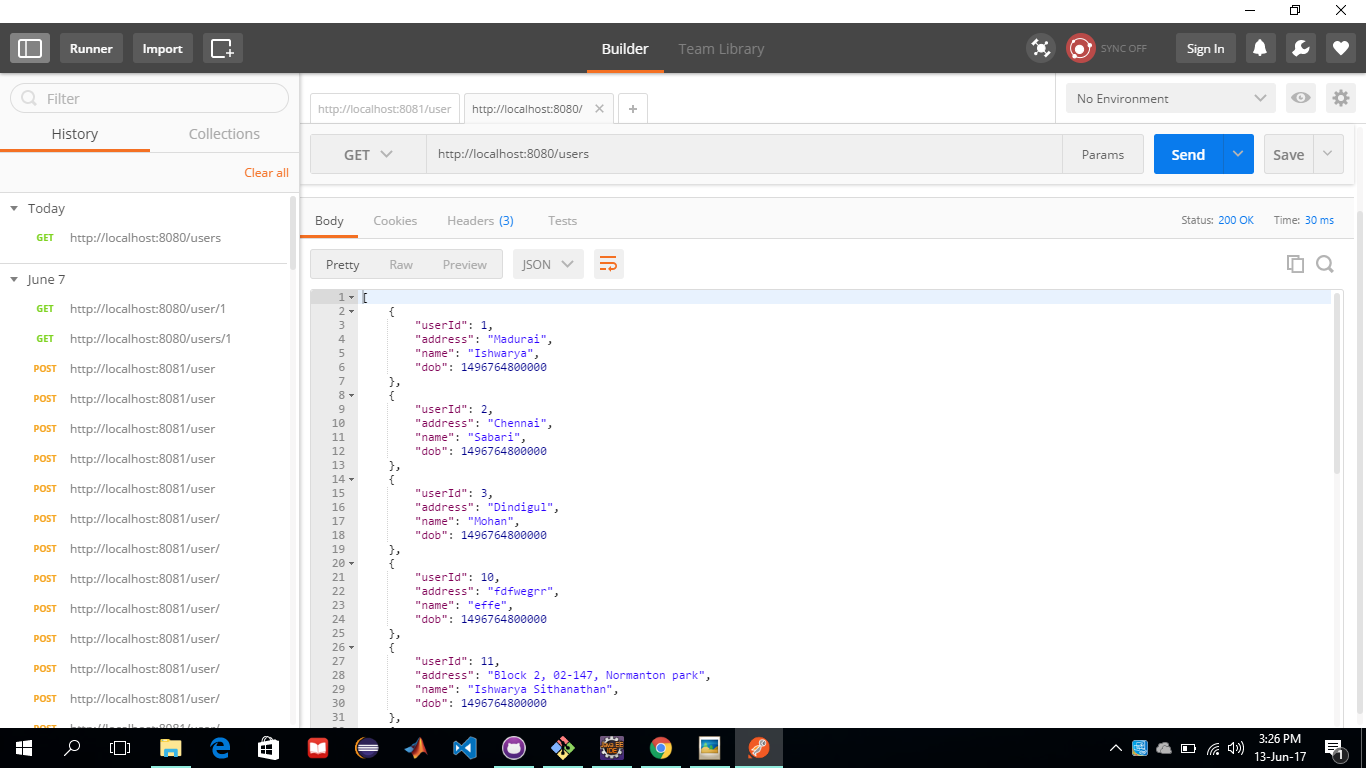 Runner Import Builder Team Library SYNC OFF Sign In
Filter
History Collections
Clear all
Today
GET http://localhost:8080/users
June 7
GET http://localhost:8080/user/1
GET http://localhost:8080/users/1
POST http://localhost:8081/user
POST http://localhost:8081/user
POST http://localhost:8081/user
POST http://localhost:8081/user
POST http://localhost:8081/user
POST http://localhost:8081/user/
POST http://localhost:8081/user/
POST http://localhost:8081/user/
POST http://localhost:8081/user/
POST http://localhost:8081/user/
POST http://localhost:8081/user/
POST http://localhost:8081/user/
POST http://localhost:8081/user/
http://localhost:8081/user http://localhost:8080/ No Environment
GET http://localhost:8080/users Params Send Save
Body Cookies Headers (3) Tests Status: 200 OK Time: 30 ms
Pretty Raw Preview JSON
1 [
2 {
3 "userId": 1,
4 "address": "Madurai",
5 "name": "Ishwarya",
6 "dob": 1496764800000
7 },
8 {
9 "userId": 2,
10 "address": "Chennai",
11 "name": "Sabari",
12 "dob": 1496764800000
13 },
14 {
15 "userId": 3,
16 "address": "Dindigul",
17 "name": "Mohan",
18 "dob": 1496764800000
19 },
20 {
21 "userId": 10,
22 "address": "fdfwegrr",
23 "name": "effe",
24 "dob": 1496764800000
25 },
26 {
27 "userId": 11,
28 "address": "Block 2, 02-147, Normanton park",
29 "name": "Ishwarya Sithanathan",
30 "dob": 1496764800000
31 },
3:26 PM
13-Jun-17
1